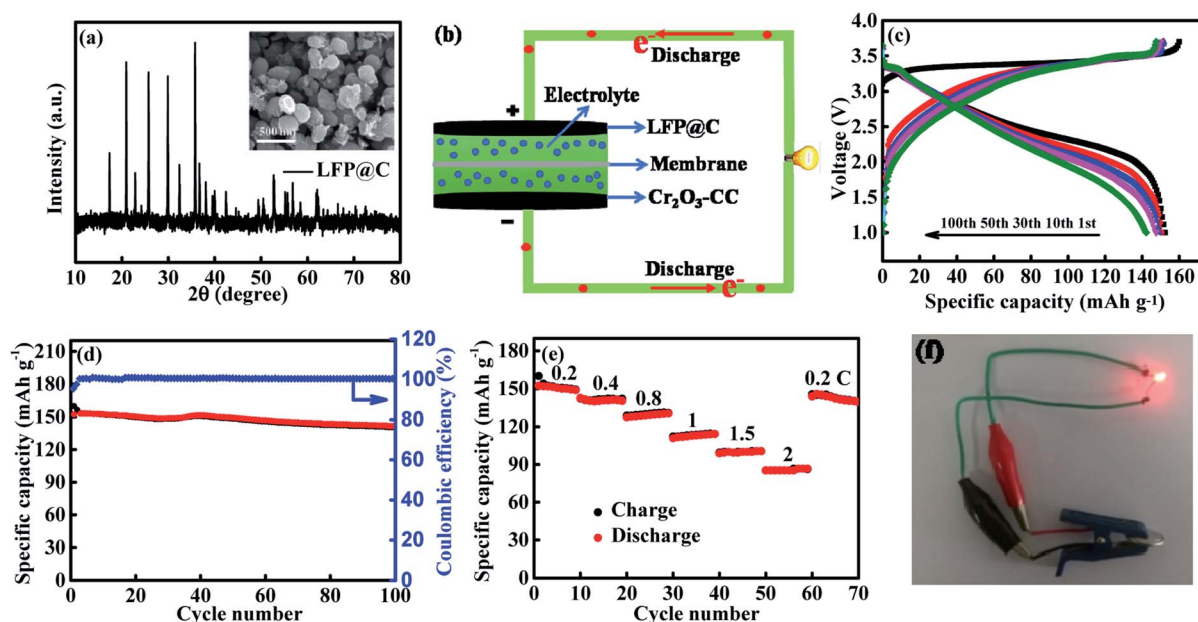 (a)
Intensity (a.u.)
500 nm
LFP@C
10 20 30 40 50 60 70 80
2θ (degree)
(b)
e-
Discharge
+
Electrolyte
LFP@C
Membrane
Cr₂O₃-CC
−
Discharge
e-
(c)
Voltage (V)
4.0
3.5
3.0
2.5
2.0
1.5
1.0
100th 50th 30th 10th 1st
0 40 80 120 160
Specific capacity (mAh g-1)
(d)
Specific capacity (mAh g-1)
210
180
150
120
90
60
30
0
0 20 40 60 80 100
Cycle number
120
100
80
60
40
20
0
Coulombic efficiency (%)
(e)
Specific capacity (mAh g-1)
180
150
120
90
60
30
0
0.2
0.4
0.8
1
1.5
2
0.2 C
Charge
Discharge
0 10 20 30 40 50 60 70
Cycle number
(f)